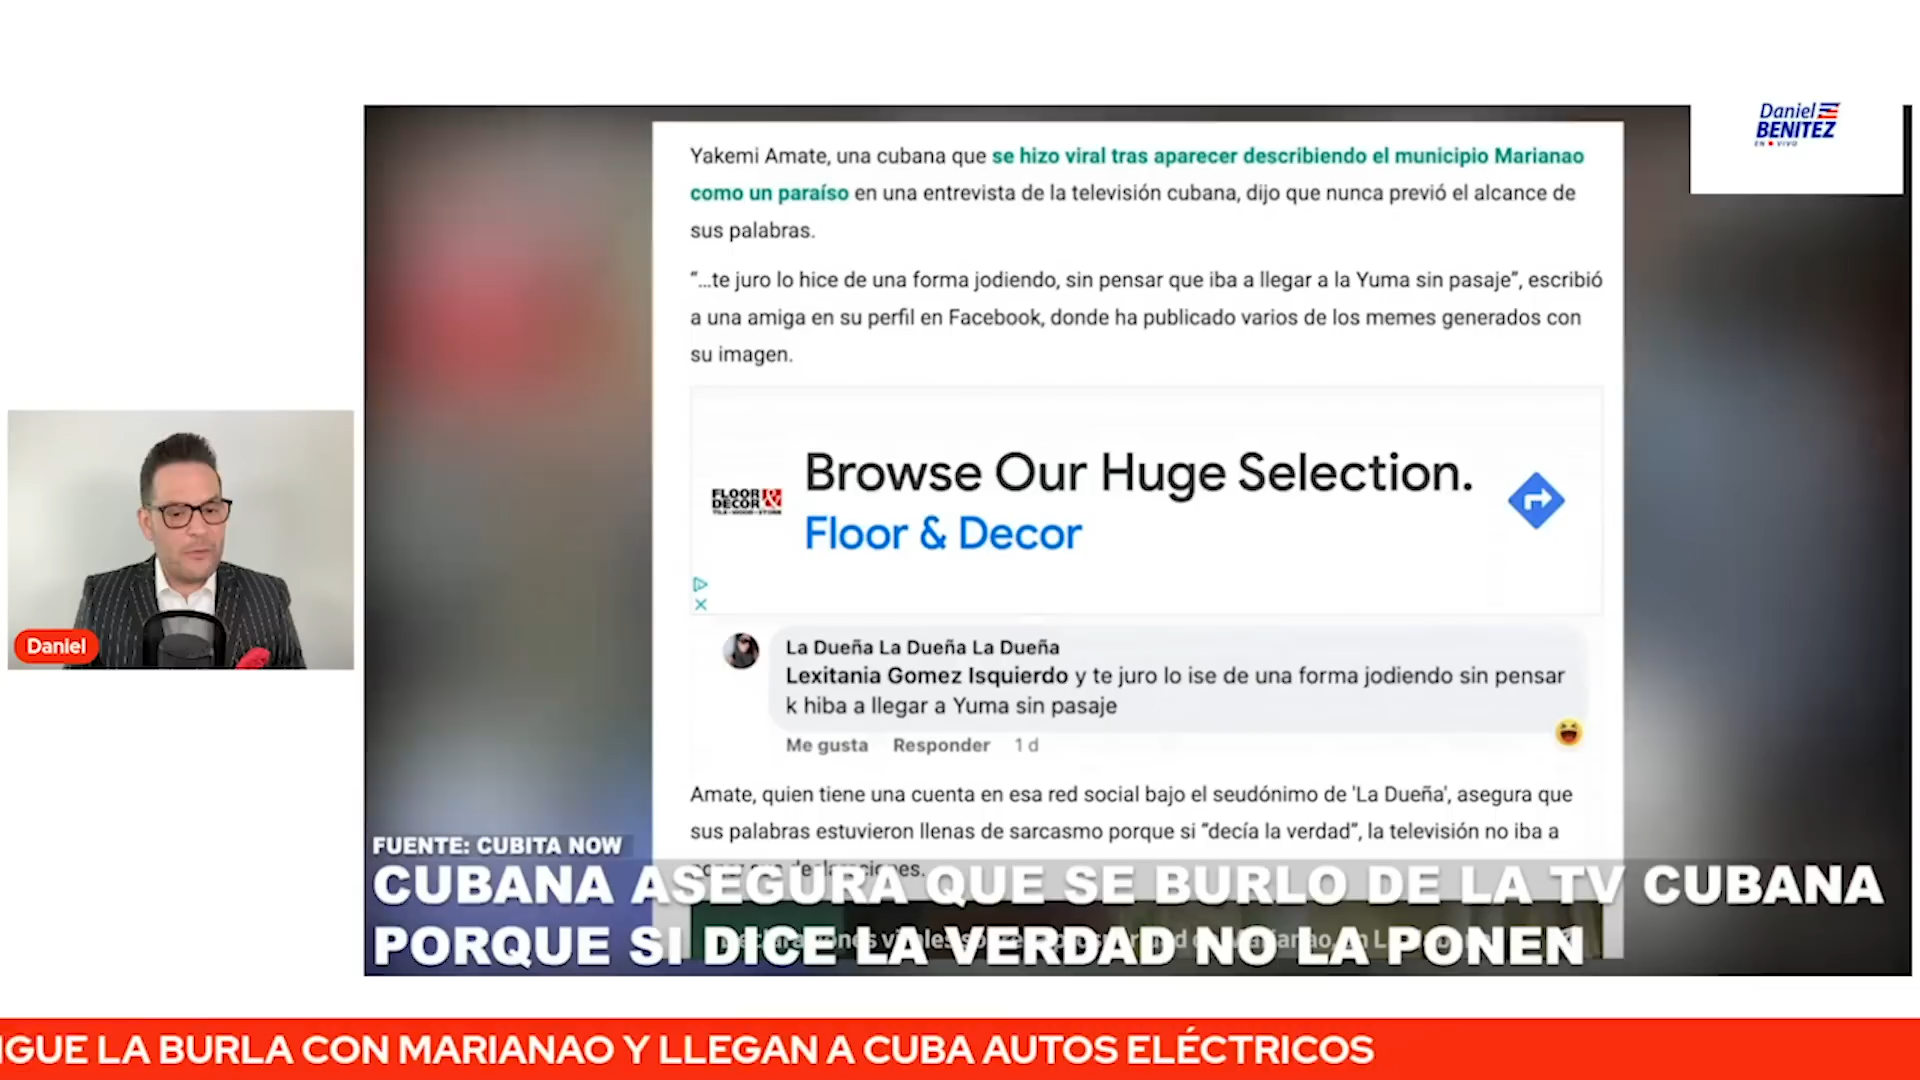 Daniel
BENITEZ
EN VIVO
Yakemi Amate, una cubana que se hizo viral tras aparecer describiendo el municipio Marianao
como un paraíso en una entrevista de la televisión cubana, dijo que nunca previó el alcance de
sus palabras.
“...te juro lo hice de una forma jodiendo, sin pensar que iba a llegar a la Yuma sin pasaje”, escribió
a una amiga en su perfil en Facebook, donde ha publicado varios de los memes generados con
su imagen.
FLOOR &
DECOR
Browse Our Huge Selection.
Floor & Decor
La Dueña La Dueña La Dueña
Lexitania Gomez Isquierdo y te juro lo ise de una forma jodiendo sin pensar
k hiba a llegar a Yuma sin pasaje
Me gusta Responder 1 d
Daniel
Amate, quien tiene una cuenta en esa red social bajo el seudónimo de 'La Dueña', asegura que
sus palabras estuvieron llenas de sarcasmo porque si “decía la verdad”, la televisión no iba a
poner sus declaraciones.
FUENTE: CUBITA NOW
CUBANA ASEGURA QUE SE BURLO DE LA TV CUBANA
PORQUE SI DICE LA VERDAD NO LA PONEN
IGUE LA BURLA CON MARIANAO Y LLEGAN A CUBA AUTOS ELÉCTRICOS